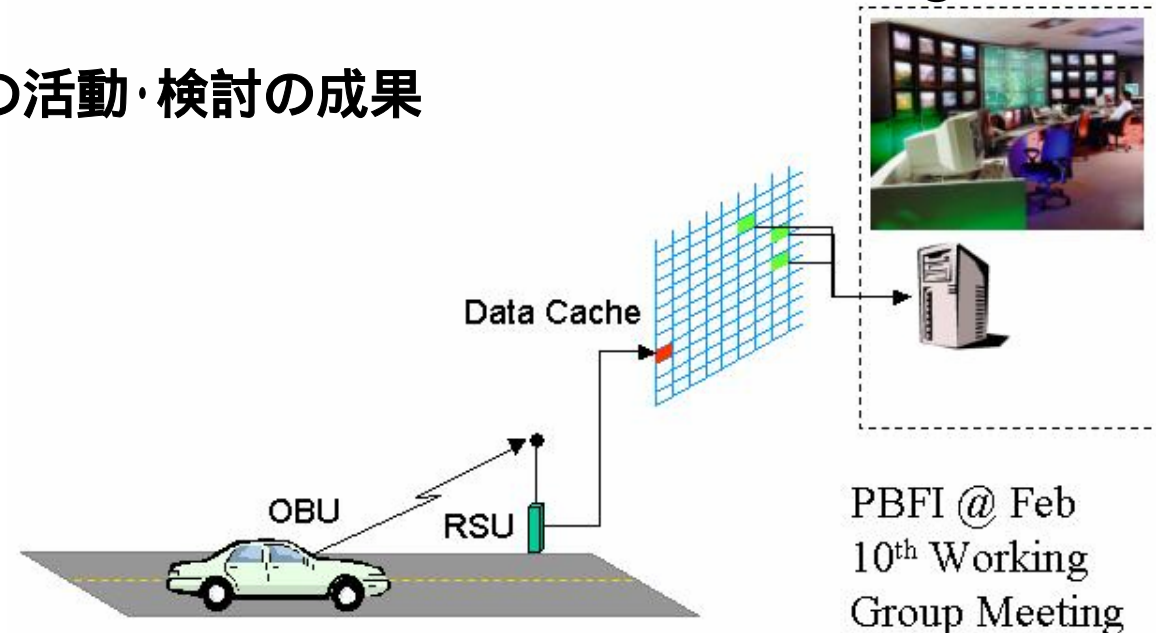 の活動･検討の成果
Data Cache
OBU
RSU
PBFI @ Feb
10th Working
Group Meeting